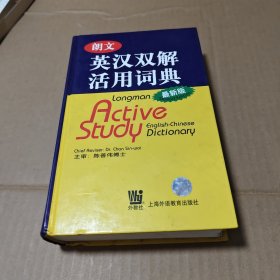 朗文
英汉双解
活用词典
最新版
Longman
Active
Study
English-Chinese
Dictionary
Chief Reviser: Dr. Chan Sin-wai
主审：陈善伟博士
外教社
上海外语教育出版社